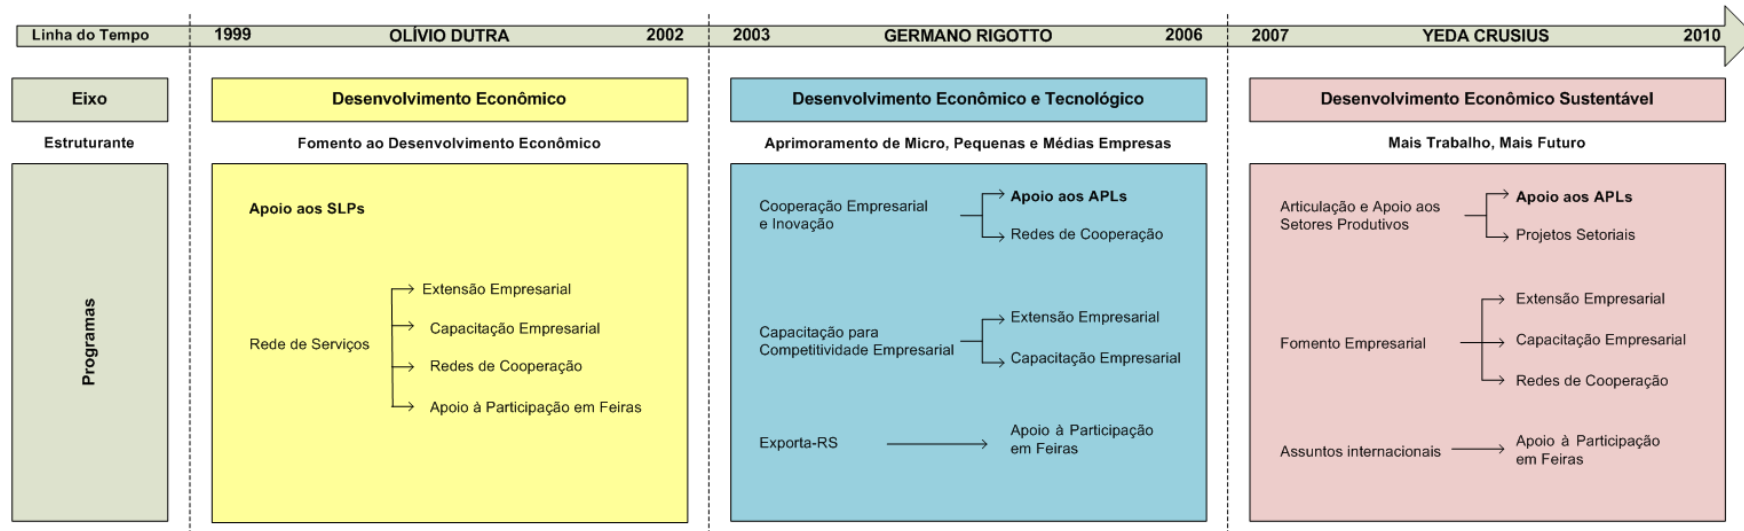 Linha do Tempo
1999
OLÍVIO DUTRA
2002
2003
GERMANO RIGOTTO
2006
2007
YEDA CRUSIUS
2010
Eixo
Desenvolvimento Econômico
Desenvolvimento Econômico e Tecnológico
Desenvolvimento Econômico Sustentável
Estruturante
Fomento ao Desenvolvimento Econômico
Aprimoramento de Micro, Pequenas e Médias Empresas
Mais Trabalho, Mais Futuro
Programas
Apoio aos SLPs
Rede de Serviços
Extensão Empresarial
Capacitação Empresarial
Redes de Cooperação
Apoio à Participação em Feiras
Cooperação Empresarial
e Inovação
Apoio aos APLs
Redes de Cooperação
Capacitação para
Competitividade Empresarial
Extensão Empresarial
Capacitação Empresarial
Exporta-RS
Apoio à Participação
em Feiras
Articulação e Apoio aos
Setores Produtivos
Apoio aos APLs
Projetos Setoriais
Fomento Empresarial
Extensão Empresarial
Capacitação Empresarial
Redes de Cooperação
Assuntos internacionais
Apoio à Participação
em Feiras